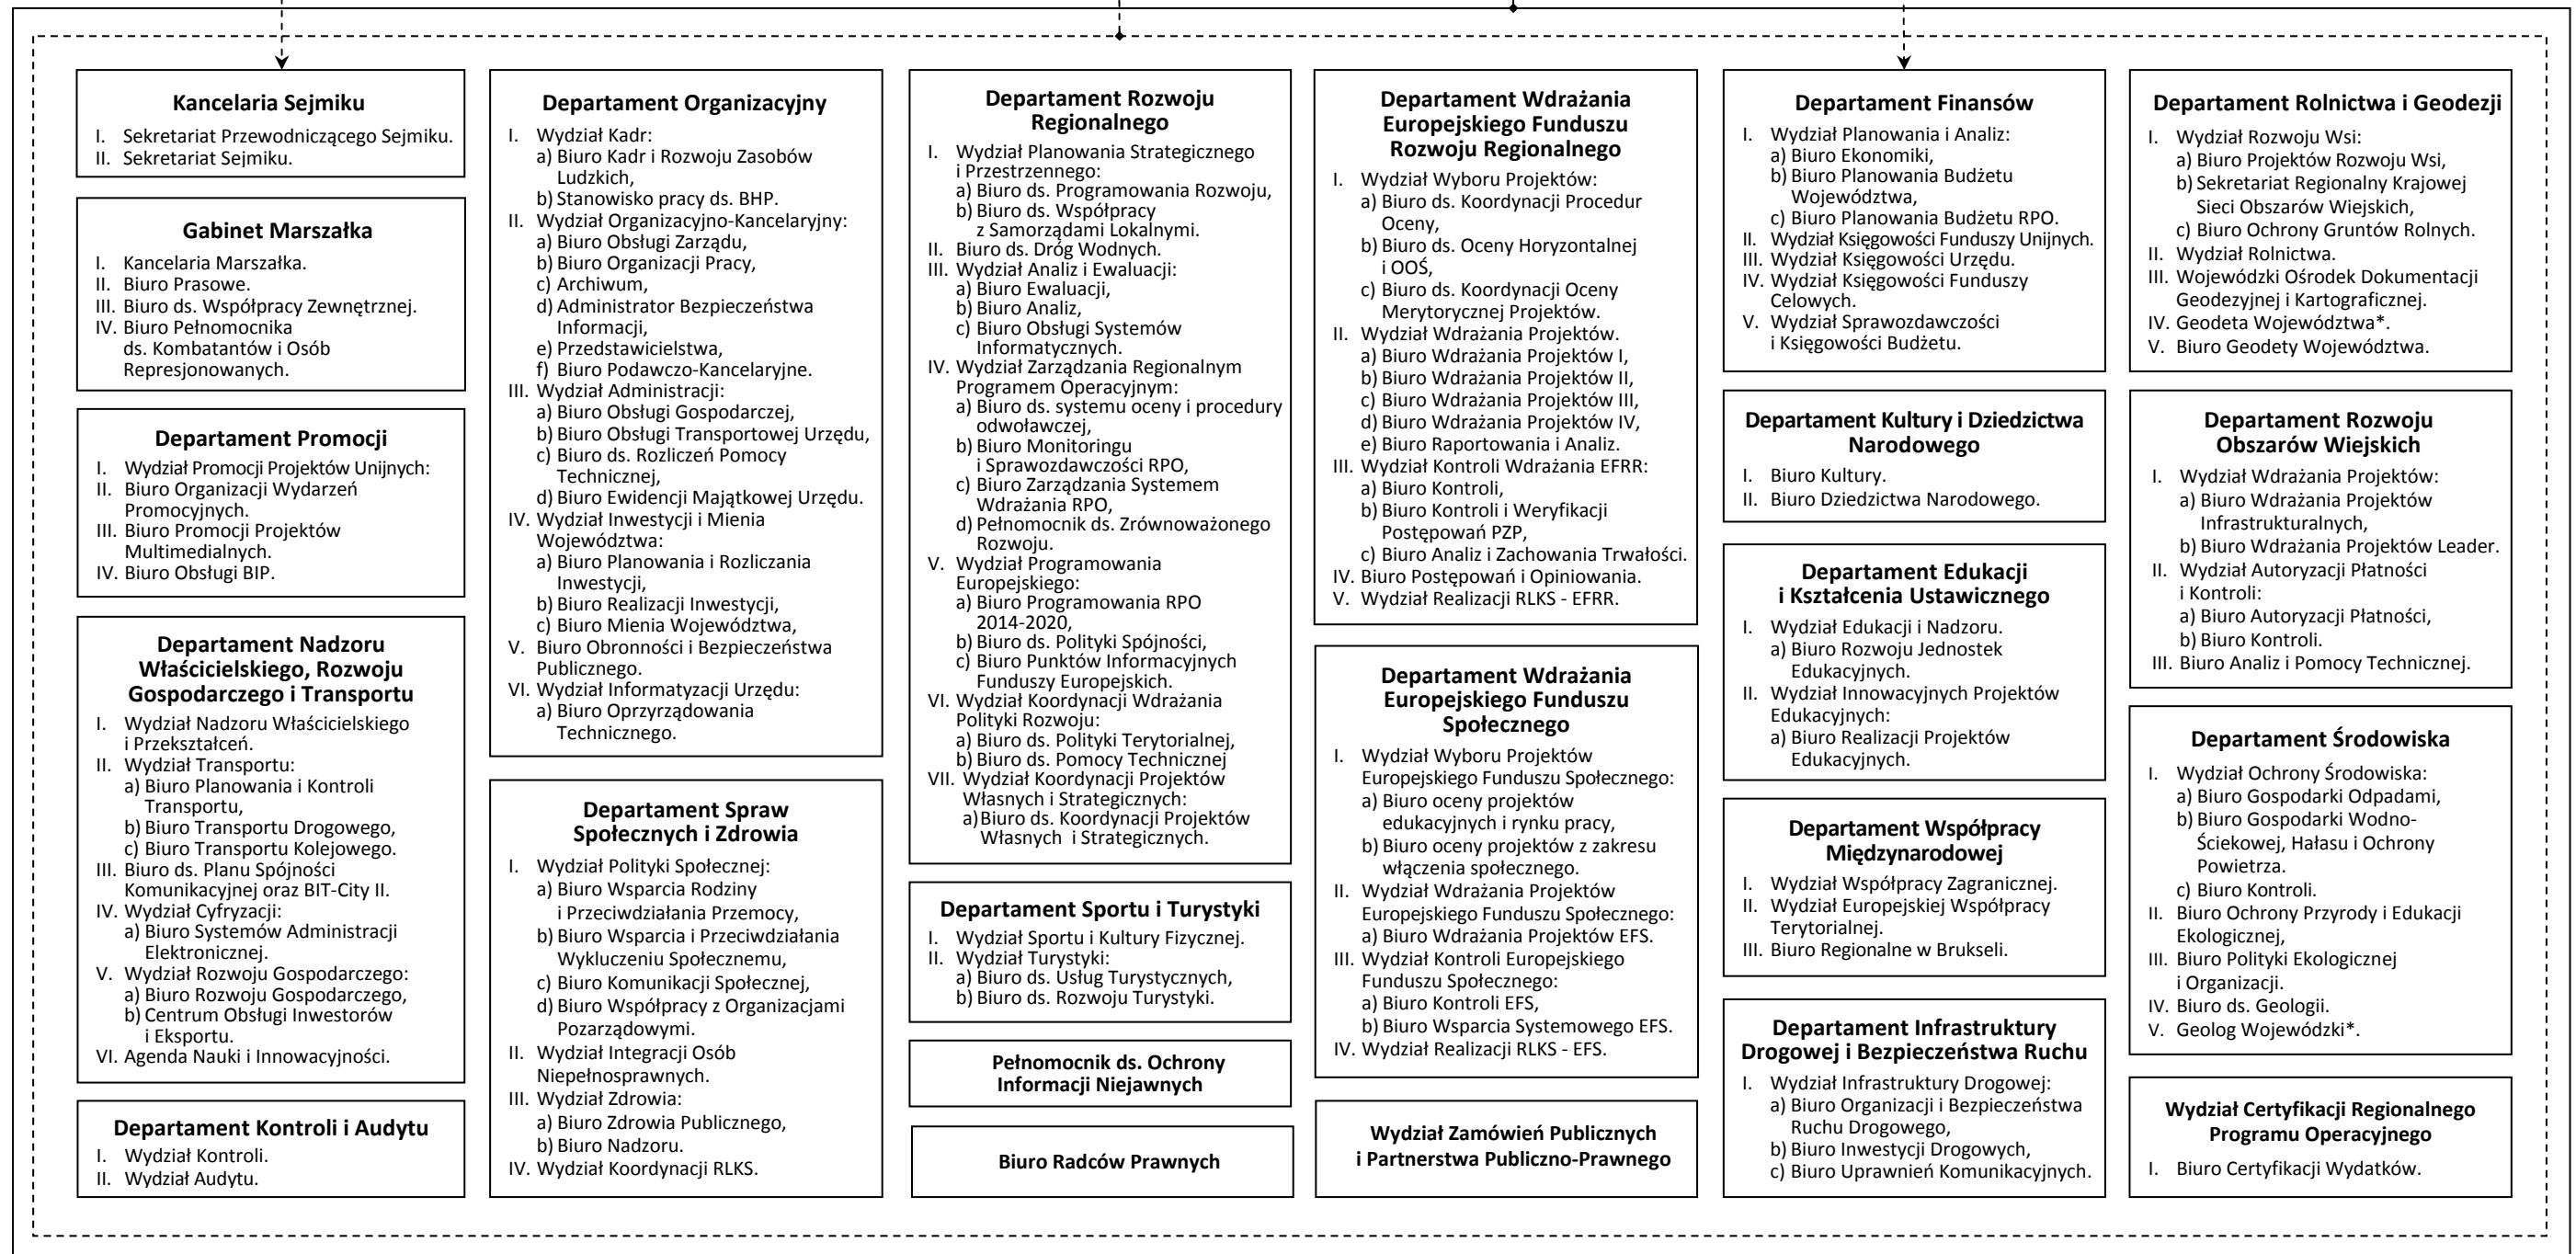 Kancelaria Sejmiku
I. Sekretariat Przewodniczącego Sejmiku.
II. Sekretariat Sejmiku.
Gabinet Marszałka
I. Kancelaria Marszałka.
II. Biuro Prasowe.
III. Biuro ds. Współpracy Zewnętrznej.
IV. Biuro Pełnomocnika
ds. Kombatantów i Osób
Represjonowanych.
Departament Promocji
I. Wydział Promocji Projektów Unijnych:
II. Biuro Organizacji Wydarzeń
Promocyjnych.
III. Biuro Promocji Projektów
Multimedialnych.
IV. Biuro Obsługi BIP.
Departament Nadzoru
Właścicielskiego, Rozwoju
Gospodarczego i Transportu
I. Wydział Nadzoru Właścicielskiego
i Przekształceń.
II. Wydział Transportu:
a) Biuro Planowania i Kontroli
Transportu,
b) Biuro Transportu Drogowego,
c) Biuro Transportu Kolejowego.
III. Biuro ds. Planu Spójności
Komunikacyjnej oraz BIT-City II.
IV. Wydział Cyfryzacji:
a) Biuro Systemów Administracji
Elektronicznej.
V. Wydział Rozwoju Gospodarczego:
a) Biuro Rozwoju Gospodarczego,
b) Centrum Obsługi Inwestorów
i Eksportu.
VI. Agenda Nauki i Innowacyjności.
Departament Kontroli i Audytu
I. Wydział Kontroli.
II. Wydział Audytu.
Departament Organizacyjny
I. Wydział Kadr:
a) Biuro Kadr i Rozwoju Zasobów
Ludzkich,
b) Stanowisko pracy ds. BHP.
II. Wydział Organizacyjno-Kancelaryjny:
a) Biuro Obsługi Zarządu,
b) Biuro Organizacji Pracy,
c) Archiwum,
d) Administrator Bezpieczeństwa
Informacji,
e) Przedstawicielstwa,
f) Biuro Podawczo-Kancelaryjne.
III. Wydział Administracji:
a) Biuro Obsługi Gospodarczej,
b) Biuro Obsługi Transportowej Urzędu,
c) Biuro ds. Rozliczeń Pomocy
Technicznej,
d) Biuro Ewidencji Majątkowej Urzędu.
IV. Wydział Inwestycji i Mienia
Województwa:
a) Biuro Planowania i Rozliczania
Inwestycji,
b) Biuro Realizacji Inwestycji,
c) Biuro Mienia Województwa,
V. Biuro Obronności i Bezpieczeństwa
Publicznego.
VI. Wydział Informatyzacji Urzędu:
a) Biuro Oprzyrządowania
Technicznego.
Departament Spraw
Społecznych i Zdrowia
I. Wydział Polityki Społecznej:
a) Biuro Wsparcia Rodziny
i Przeciwdziałania Przemocy,
b) Biuro Wsparcia i Przeciwdziałania
Wykluczeniu Społecznemu,
c) Biuro Komunikacji Społecznej,
d) Biuro Współpracy z Organizacjami
Pozarządowymi.
II. Wydział Integracji Osób
Niepełnosprawnych.
III. Wydział Zdrowia:
a) Biuro Zdrowia Publicznego,
b) Biuro Nadzoru.
IV. Wydział Koordynacji RLKS.
Departament Rozwoju
Regionalnego
I. Wydział Planowania Strategicznego
i Przestrzennego:
a) Biuro ds. Programowania Rozwoju,
b) Biuro ds. Współpracy
z Samorządami Lokalnymi.
II. Biuro ds. Dróg Wodnych.
III. Wydział Analiz i Ewaluacji:
a) Biuro Ewaluacji,
b) Biuro Analiz,
c) Biuro Obsługi Systemów
Informatycznych.
IV. Wydział Zarządzania Regionalnym
Programem Operacyjnym:
a) Biuro ds. systemu oceny i procedury
odwoławczej,
b) Biuro Monitoringu
i Sprawozdawczości RPO,
c) Biuro Zarządzania Systemem
Wdrażania RPO,
d) Pełnomocnik ds. Zrównoważonego
Rozwoju.
V. Wydział Programowania
Europejskiego:
a) Biuro Programowania RPO
2014-2020,
b) Biuro ds. Polityki Spójności,
c) Biuro Punktów Informacyjnych
Funduszy Europejskich.
VI. Wydział Koordynacji Wdrażania
Polityki Rozwoju:
a) Biuro ds. Polityki Terytorialnej,
b) Biuro ds. Pomocy Technicznej
VII. Wydział Koordynacji Projektów
Własnych i Strategicznych:
a) Biuro ds. Koordynacji Projektów
Własnych i Strategicznych.
Departament Sportu i Turystyki
I. Wydział Sportu i Kultury Fizycznej.
II. Wydział Turystyki:
a) Biuro ds. Usług Turystycznych,
b) Biuro ds. Rozwoju Turystyki.
Pełnomocnik ds. Ochrony
Informacji Niejawnych
Biuro Radców Prawnych
Departament Wdrażania
Europejskiego Funduszu
Rozwoju Regionalnego
I. Wydział Wyboru Projektów:
a) Biuro ds. Koordynacji Procedur
Oceny,
b) Biuro ds. Oceny Horyzontalnej
i OOŚ,
c) Biuro ds. Koordynacji Oceny
Merytorycznej Projektów.
II. Wydział Wdrażania Projektów.
a) Biuro Wdrażania Projektów I,
b) Biuro Wdrażania Projektów II,
c) Biuro Wdrażania Projektów III,
d) Biuro Wdrażania Projektów IV,
e) Biuro Raportowania i Analiz.
III. Wydział Kontroli Wdrażania EFRR:
a) Biuro Kontroli,
b) Biuro Kontroli i Weryfikacji
Postępowań PZP,
c) Biuro Analiz i Zachowania Trwałości.
IV. Biuro Postępowań i Opiniowania.
V. Wydział Realizacji RLKS - EFRR.
Departament Wdrażania
Europejskiego Funduszu
Społecznego
I. Wydział Wyboru Projektów
Europejskiego Funduszu Społecznego:
a) Biuro oceny projektów
edukacyjnych i rynku pracy,
b) Biuro oceny projektów z zakresu
włączenia społecznego.
II. Wydział Wdrażania Projektów
Europejskiego Funduszu Społecznego:
a) Biuro Wdrażania Projektów EFS.
III. Wydział Kontroli Europejskiego
Funduszu Społecznego:
a) Biuro Kontroli EFS,
b) Biuro Wsparcia Systemowego EFS.
IV. Wydział Realizacji RLKS - EFS.
Wydział Zamówień Publicznych
i Partnerstwa Publiczno-Prawnego
Departament Finansów
I. Wydział Planowania i Analiz:
a) Biuro Ekonomiki,
b) Biuro Planowania Budżetu
Województwa,
c) Biuro Planowania Budżetu RPO.
II. Wydział Księgowości Funduszy Unijnych.
III. Wydział Księgowości Urzędu.
IV. Wydział Księgowości Funduszy
Celowych.
V. Wydział Sprawozdawczości
i Księgowości Budżetu.
Departament Kultury i Dziedzictwa
Narodowego
I. Biuro Kultury.
II. Biuro Dziedzictwa Narodowego.
Departament Edukacji
i Kształcenia Ustawicznego
I. Wydział Edukacji i Nadzoru.
a) Biuro Rozwoju Jednostek
Edukacyjnych.
II. Wydział Innowacyjnych Projektów
Edukacyjnych:
a) Biuro Realizacji Projektów
Edukacyjnych.
Departament Współpracy
Międzynarodowej
I. Wydział Współpracy Zagranicznej.
II. Wydział Europejskiej Współpracy
Terytorialnej.
III. Biuro Regionalne w Brukseli.
Departament Infrastruktury
Drogowej i Bezpieczeństwa Ruchu
I. Wydział Infrastruktury Drogowej:
a) Biuro Organizacji i Bezpieczeństwa
Ruchu Drogowego,
b) Biuro Inwestycji Drogowych,
c) Biuro Uprawnień Komunikacyjnych.
Departament Rolnictwa i Geodezji
I. Wydział Rozwoju Wsi:
a) Biuro Projektów Rozwoju Wsi,
b) Sekretariat Regionalny Krajowej
Sieci Obszarów Wiejskich,
c) Biuro Ochrony Gruntów Rolnych.
II. Wydział Rolnictwa.
III. Wojewódzki Ośrodek Dokumentacji
Geodezyjnej i Kartograficznej.
IV. Geodeta Województwa*.
V. Biuro Geodety Województwa.
Departament Rozwoju
Obszarów Wiejskich
I. Wydział Wdrażania Projektów:
a) Biuro Wdrażania Projektów
Infrastrukturalnych,
b) Biuro Wdrażania Projektów Leader.
II. Wydział Autoryzacji Płatności
i Kontroli:
a) Biuro Autoryzacji Płatności,
b) Biuro Kontroli.
III. Biuro Analiz i Pomocy Technicznej.
Departament Środowiska
I. Wydział Ochrony Środowiska:
a) Biuro Gospodarki Odpadami,
b) Biuro Gospodarki Wodno-
Ściekowej, Hałasu i Ochrony
Powietrza.
c) Biuro Kontroli.
II. Biuro Ochrony Przyrody i Edukacji
Ekologicznej,
III. Biuro Polityki Ekologicznej
i Organizacji.
IV. Biuro ds. Geologii.
V. Geolog Wojewódzki*.
Wydział Certyfikacji Regionalnego
Programu Operacyjnego
I. Biuro Certyfikacji Wydatków.